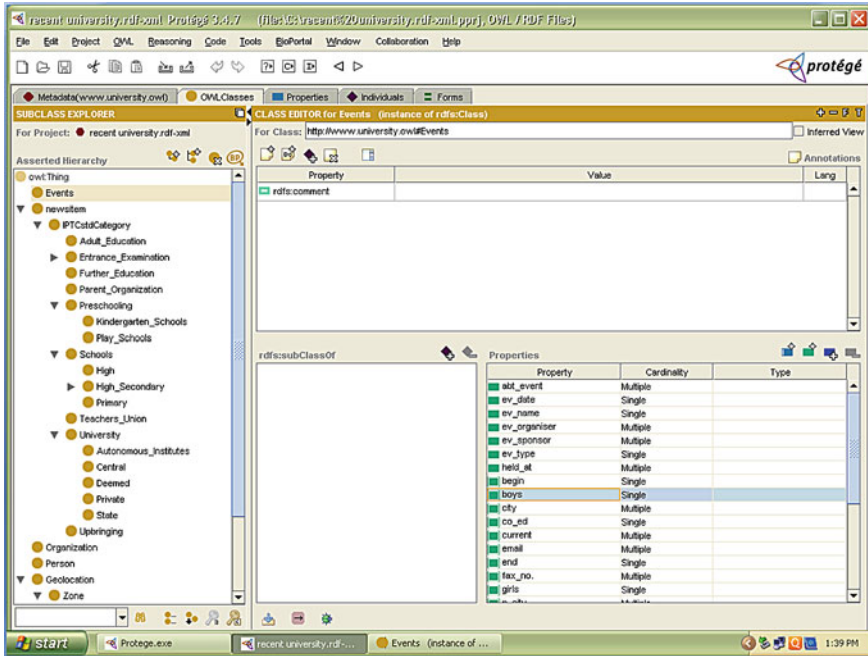 recent university.rdf-xml Protégé 3.4.7 (file:\S:\recent%20university.rdf-xml.pprj, OWL / RDF Files)
File Edit Project OWL Reasoning Code Tools BioPortal Window Collaboration Help
protégé
Metadata(www.university.owl) OWLClasses Properties Individuals Forms
SUBCLASS EXPLORER
CLASS EDITOR for Events (instance of rdfs:Class)
For Project: recent university.rdf-xml
For Class: http://www.university.owl#Events
Inferred View
Asserted Hierarchy
Annotations
Property Value Lang
rdfs:comment
owl:Thing
Events
newsitem
IPTCstdCategory
Adult_Education
Entrance_Examination
Further_Education
Parent_Organization
Preschooling
Kindergarten_Schools
Play_Schools
Schools
High
High_Secondary
Primary
Teachers_Union
University
Autonomous_Institutes
Central
Deemed
Private
State
Upbringing
Organization
Person
Geolocation
Zone
rdfs:subClassOf
Properties
Property Cardinality Type
abt_event Multiple
ev_date Single
ev_name Single
ev_organiser Multiple
ev_sponsor Multiple
ev_type Single
held_at Multiple
begin Single
boys Single
city Multiple
co_ed Single
current Multiple
email Multiple
end Single
fax_no. Multiple
girls Single
start Protege.exe recent university.rdf-... Events (instance of ... 1:39 PM